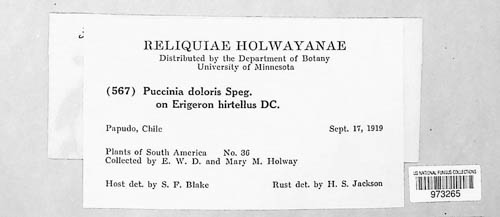 RELIQUIAE HOLWAYANAE
Distributed by the Department of Botany
University of Minnesota
(567) Puccinia doloris Speg.
on Erigeron hirtellus DC.
Papudo, Chile Sept. 17, 1919
Plants of South America No. 36
Collected by E. W. D. and Mary M. Holway
Host det. by S. F. Blake Rust det. by H. S. Jackson
US NATIONAL FUNGUS COLLECTIONS
973265